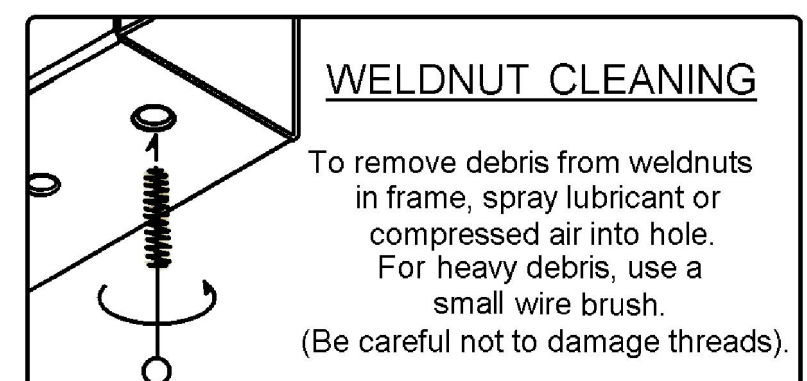 WELDNUT CLEANING
To remove debris from weldnuts
in frame, spray lubricant or
compressed air into hole.
For heavy debris, use a
small wire brush.
(Be careful not to damage threads).